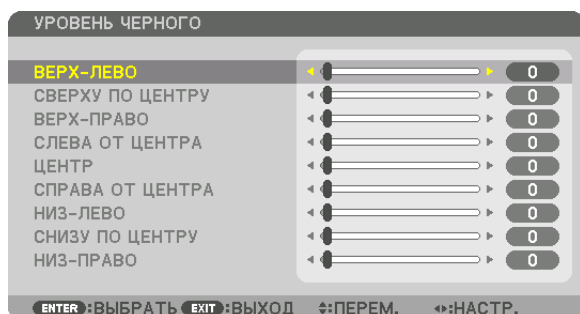 УРОВЕНЬ ЧЕРНОГО
ВЕРХ-ЛЕВО 0
СВЕРХУ ПО ЦЕНТРУ 0
ВЕРХ-ПРАВО 0
СЛЕВА ОТ ЦЕНТРА 0
ЦЕНТР 0
СПРАВА ОТ ЦЕНТРА 0
НИЗ-ЛЕВО 0
СНИЗУ ПО ЦЕНТРУ 0
НИЗ-ПРАВО 0
ENTER:ВЫБРАТЬ EXIT:ВЫХОД ПЕРЕМ. НАСТР.